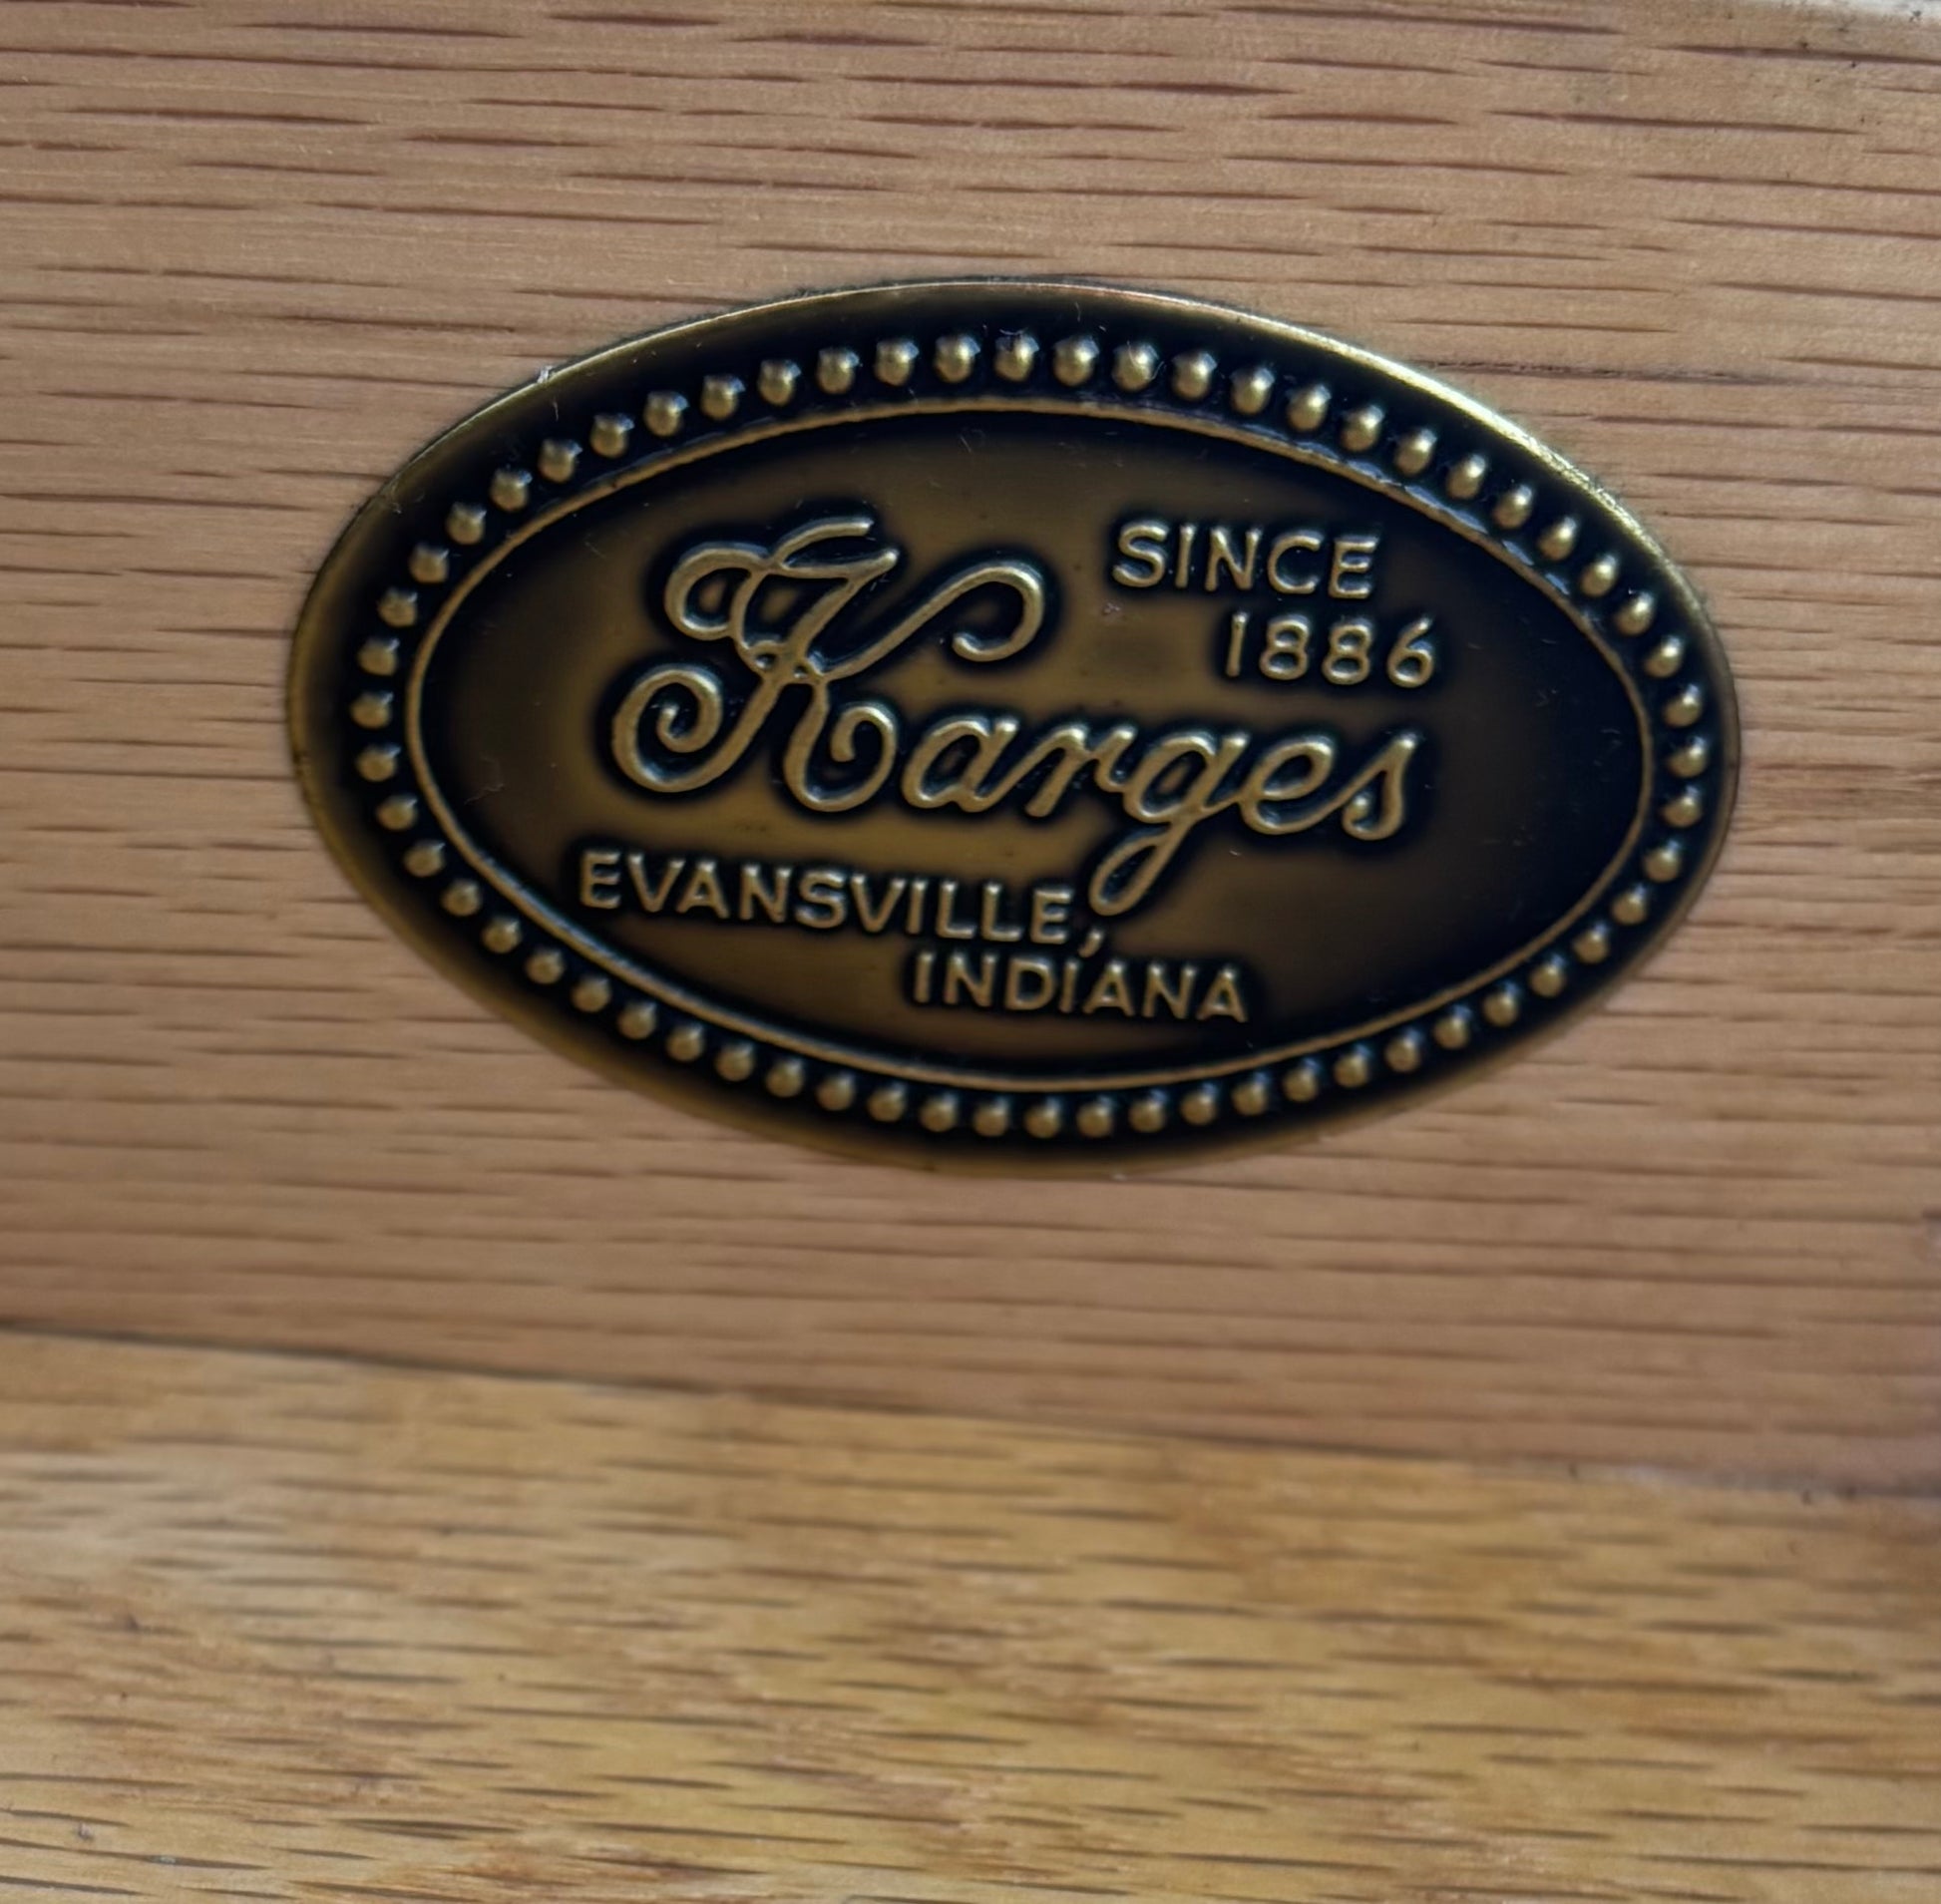 SINCE
1886
Karges
EVANSVILLE,
INDIANA